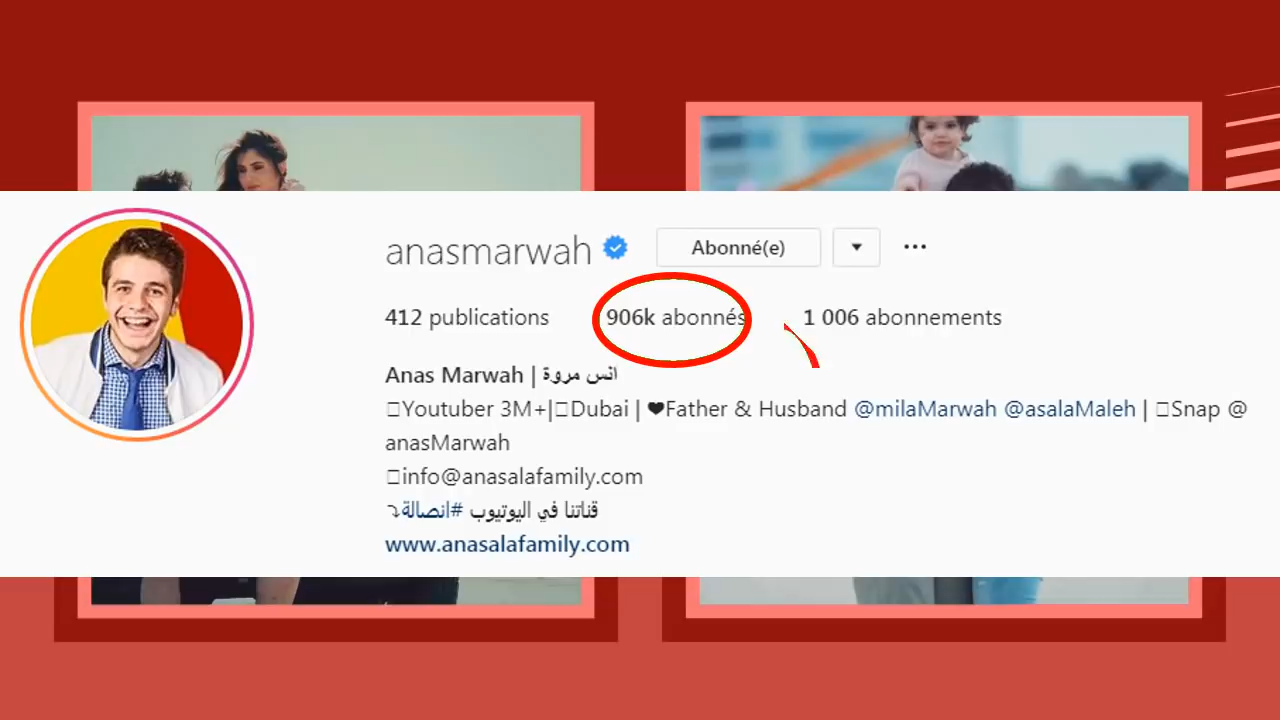 anasmarwah Abonné(e)
412 publications 906k abonnés 1 006 abonnements
Anas Marwah | انس مروة
Youtuber 3M+|Dubai | ❤Father & Husband @milaMarwah @asalaMaleh | Snap @
anasMarwah
info@anasalafamily.com
قناتنا في اليوتيوب #انصالة⤵
www.anasalafamily.com